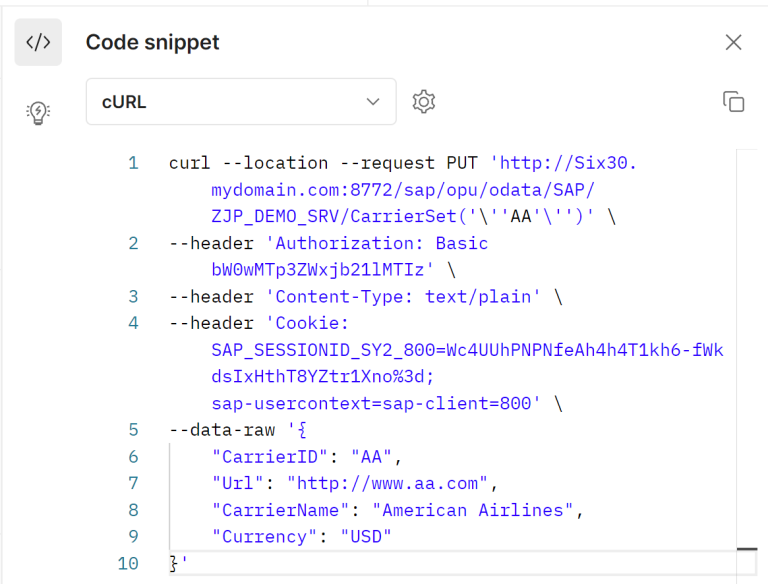 </> Code snippet
cURL
1 curl --location --request PUT 'http://Six30.
mydomain.com:8772/sap/opu/odata/SAP/
ZJP_DEMO_SRV/CarrierSet('\''AA'\'')' \
2 --header 'Authorization: Basic
bW0wMTp3ZWxjb21lMTIz' \
3 --header 'Content-Type: text/plain' \
4 --header 'Cookie:
SAP_SESSIONID_SY2_800=Wc4UUhPNPNfeAh4h4T1kh6-fWk
dsIxHthT8YZtr1Xno%3d;
sap-usercontext=sap-client=800' \
5 --data-raw '{
6 "CarrierID": "AA",
7 "Url": "http://www.aa.com",
8 "CarrierName": "American Airlines",
9 "Currency": "USD"
10 }'